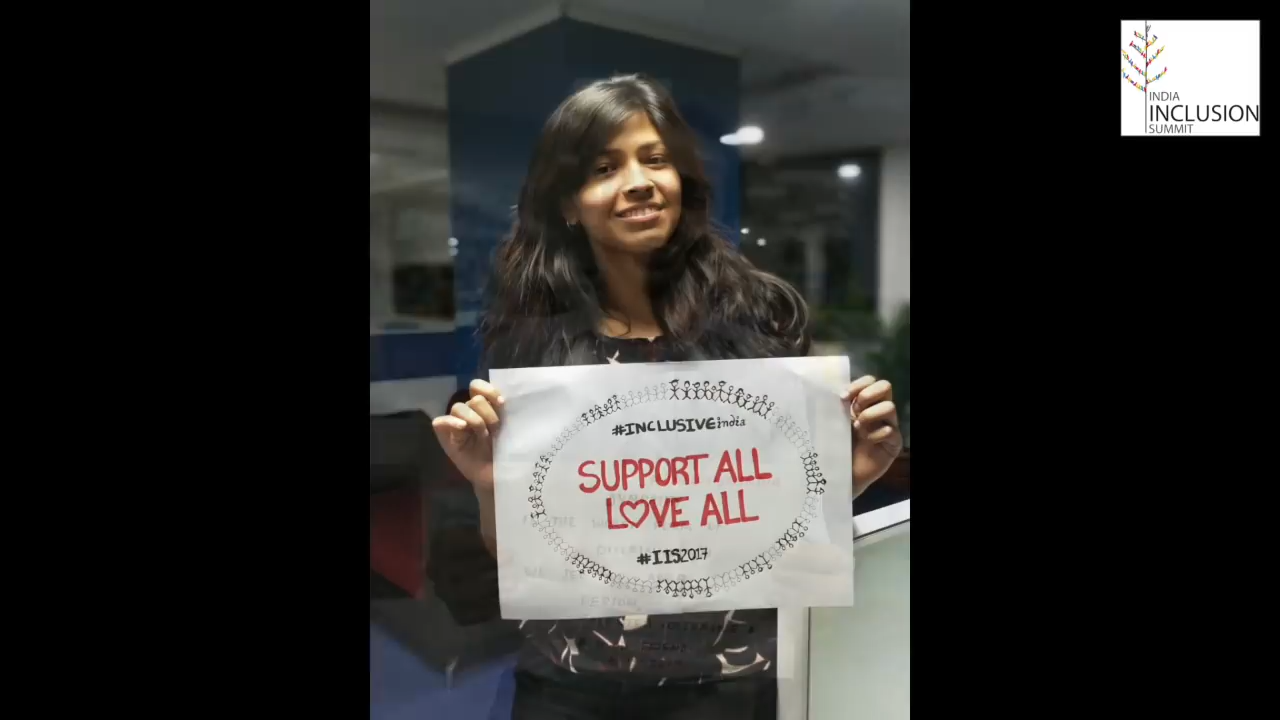 INDIA
INCLUSION
SUMMIT
#INCLUSIVEindia
SUPPORT ALL
LOVE ALL
#IIS2017